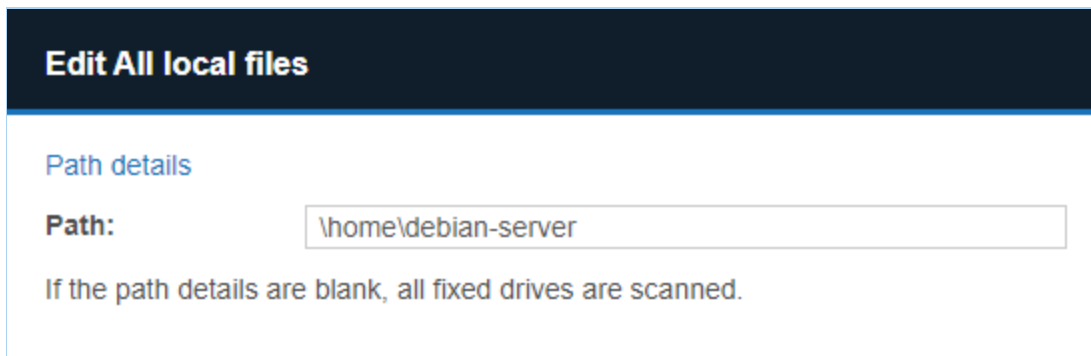 Edit All local files
Path details
Path: \home\debian-server
If the path details are blank, all fixed drives are scanned.